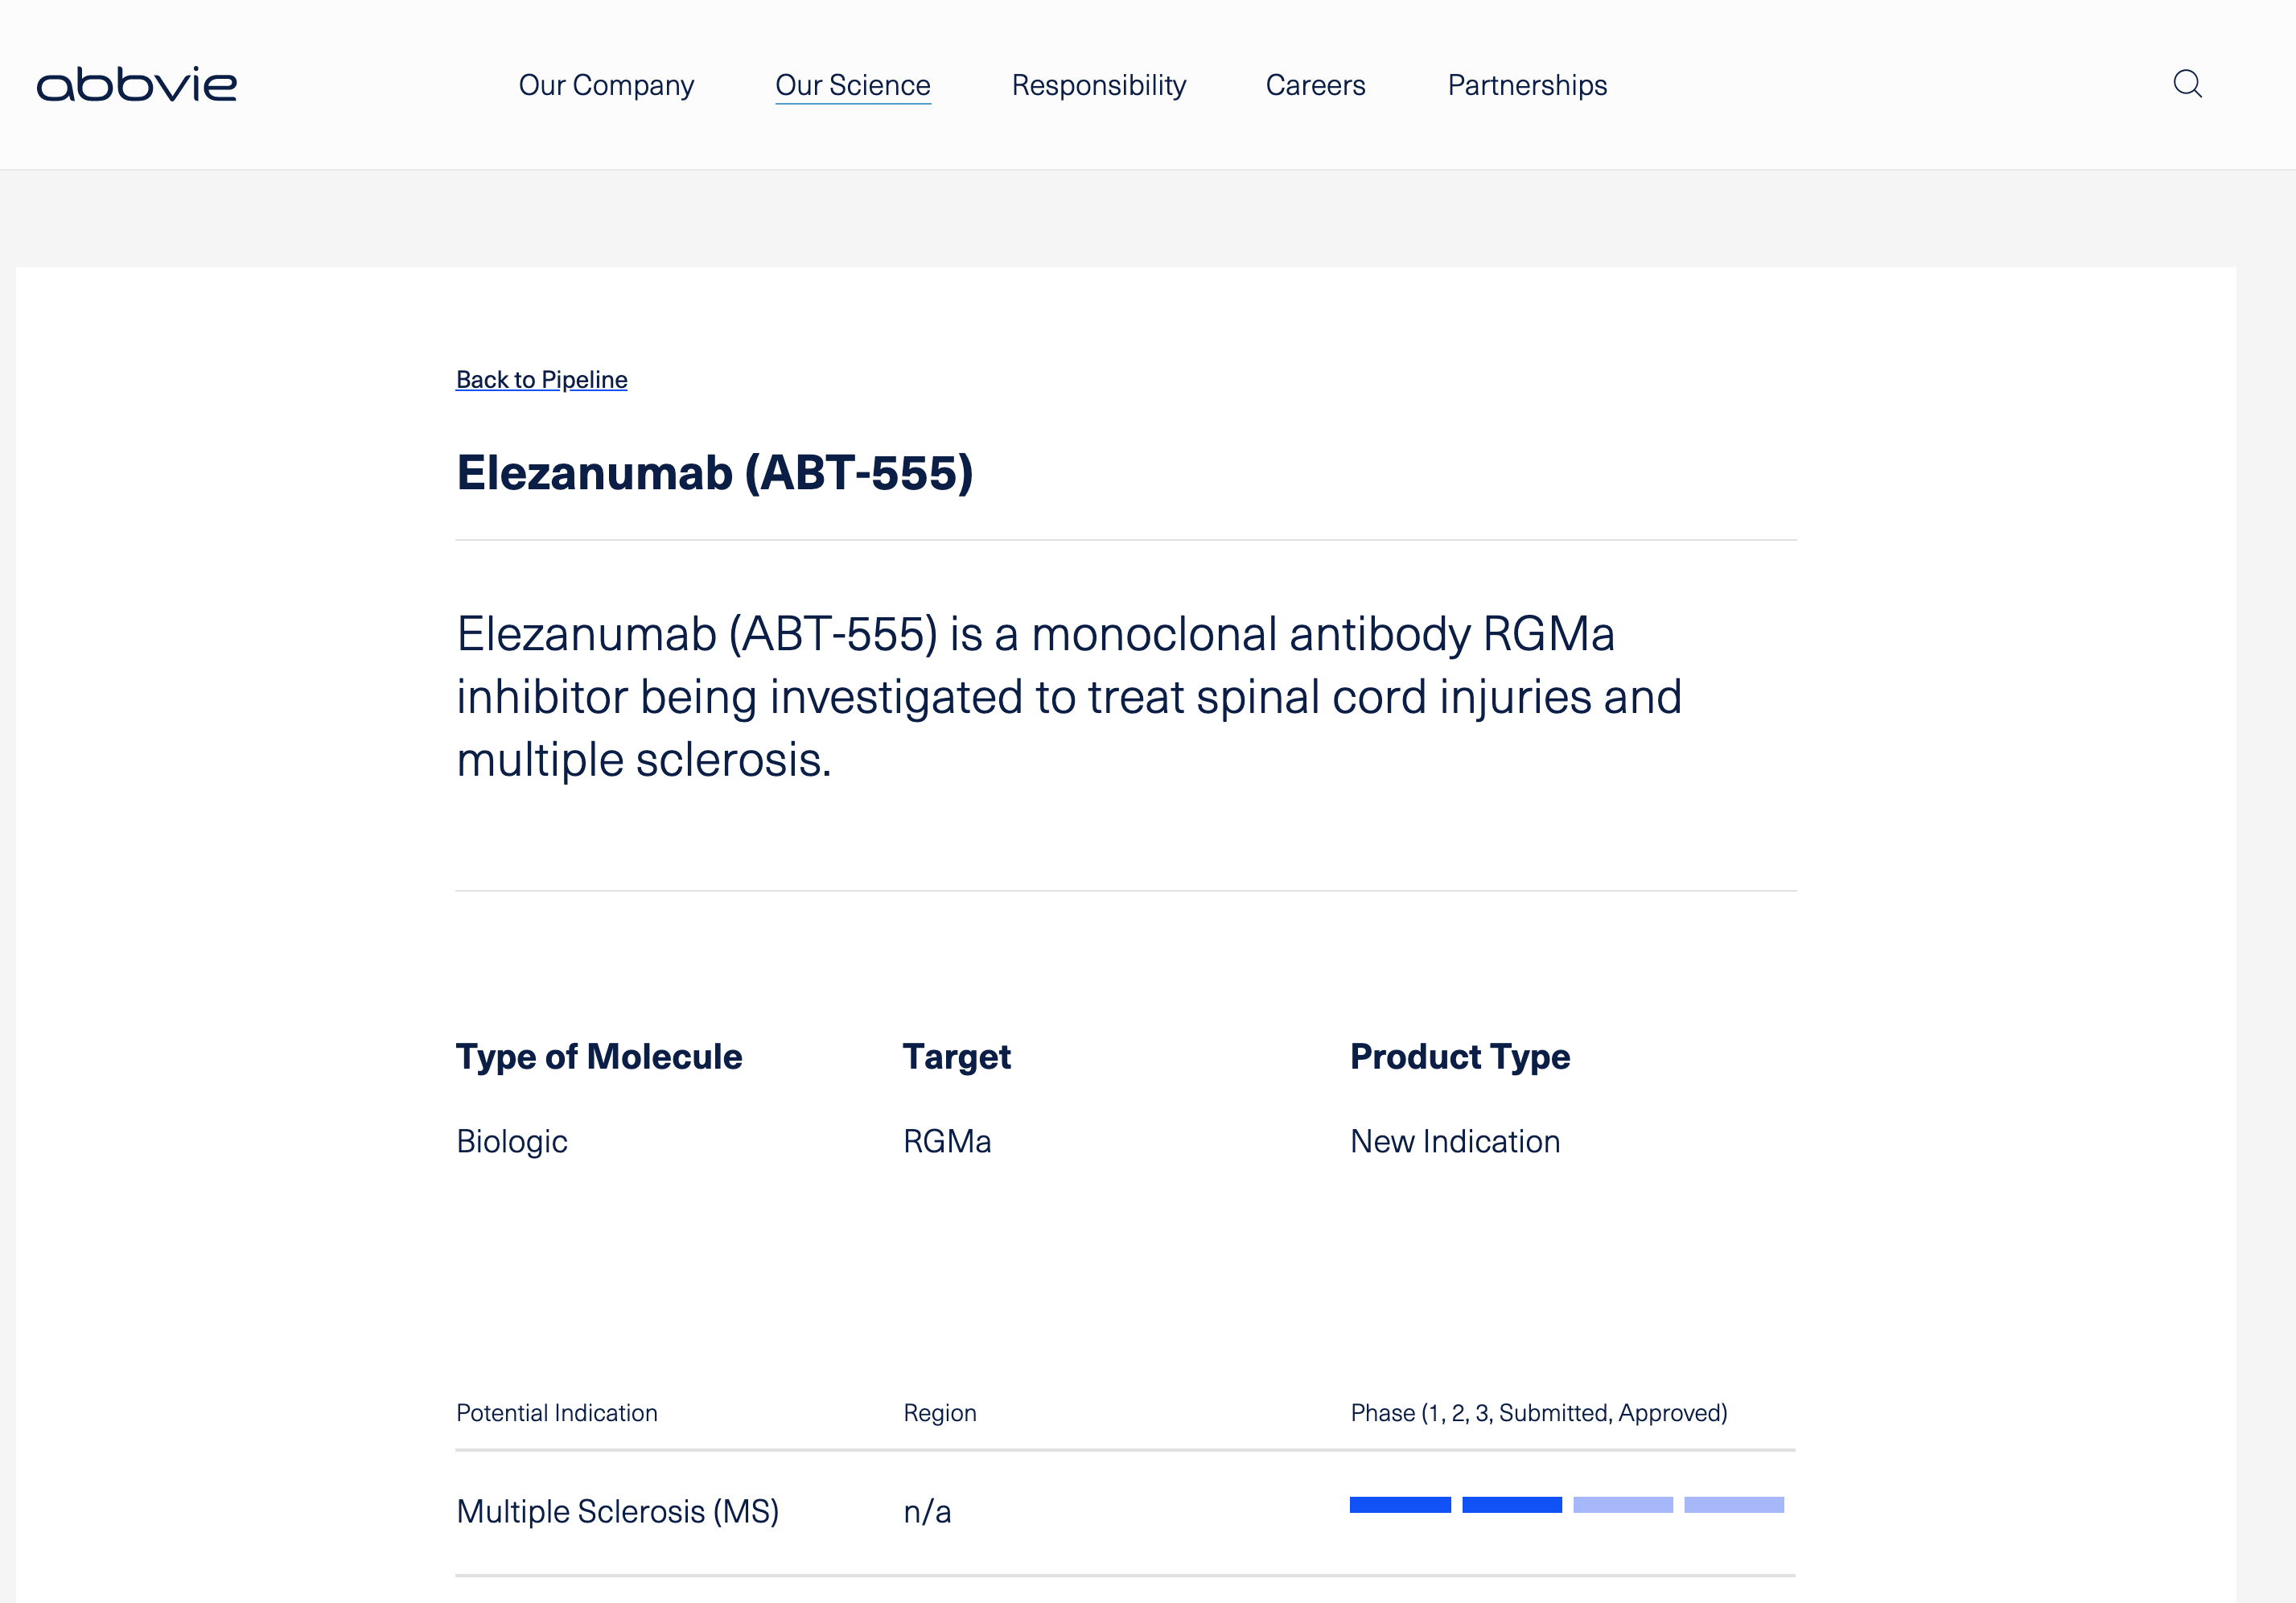 abbvie
Our Company
Our Science
Responsibility
Careers
Partnerships
Back to Pipeline
Elezanumab (ABT-555)
Elezanumab (ABT-555) is a monoclonal antibody RGMa
inhibitor being investigated to treat spinal cord injuries and
multiple sclerosis.
Type of Molecule
Target
Product Type
Biologic
RGMa
New Indication
Potential Indication
Region
Phase (1, 2, 3, Submitted, Approved)
Multiple Sclerosis (MS)
n/a